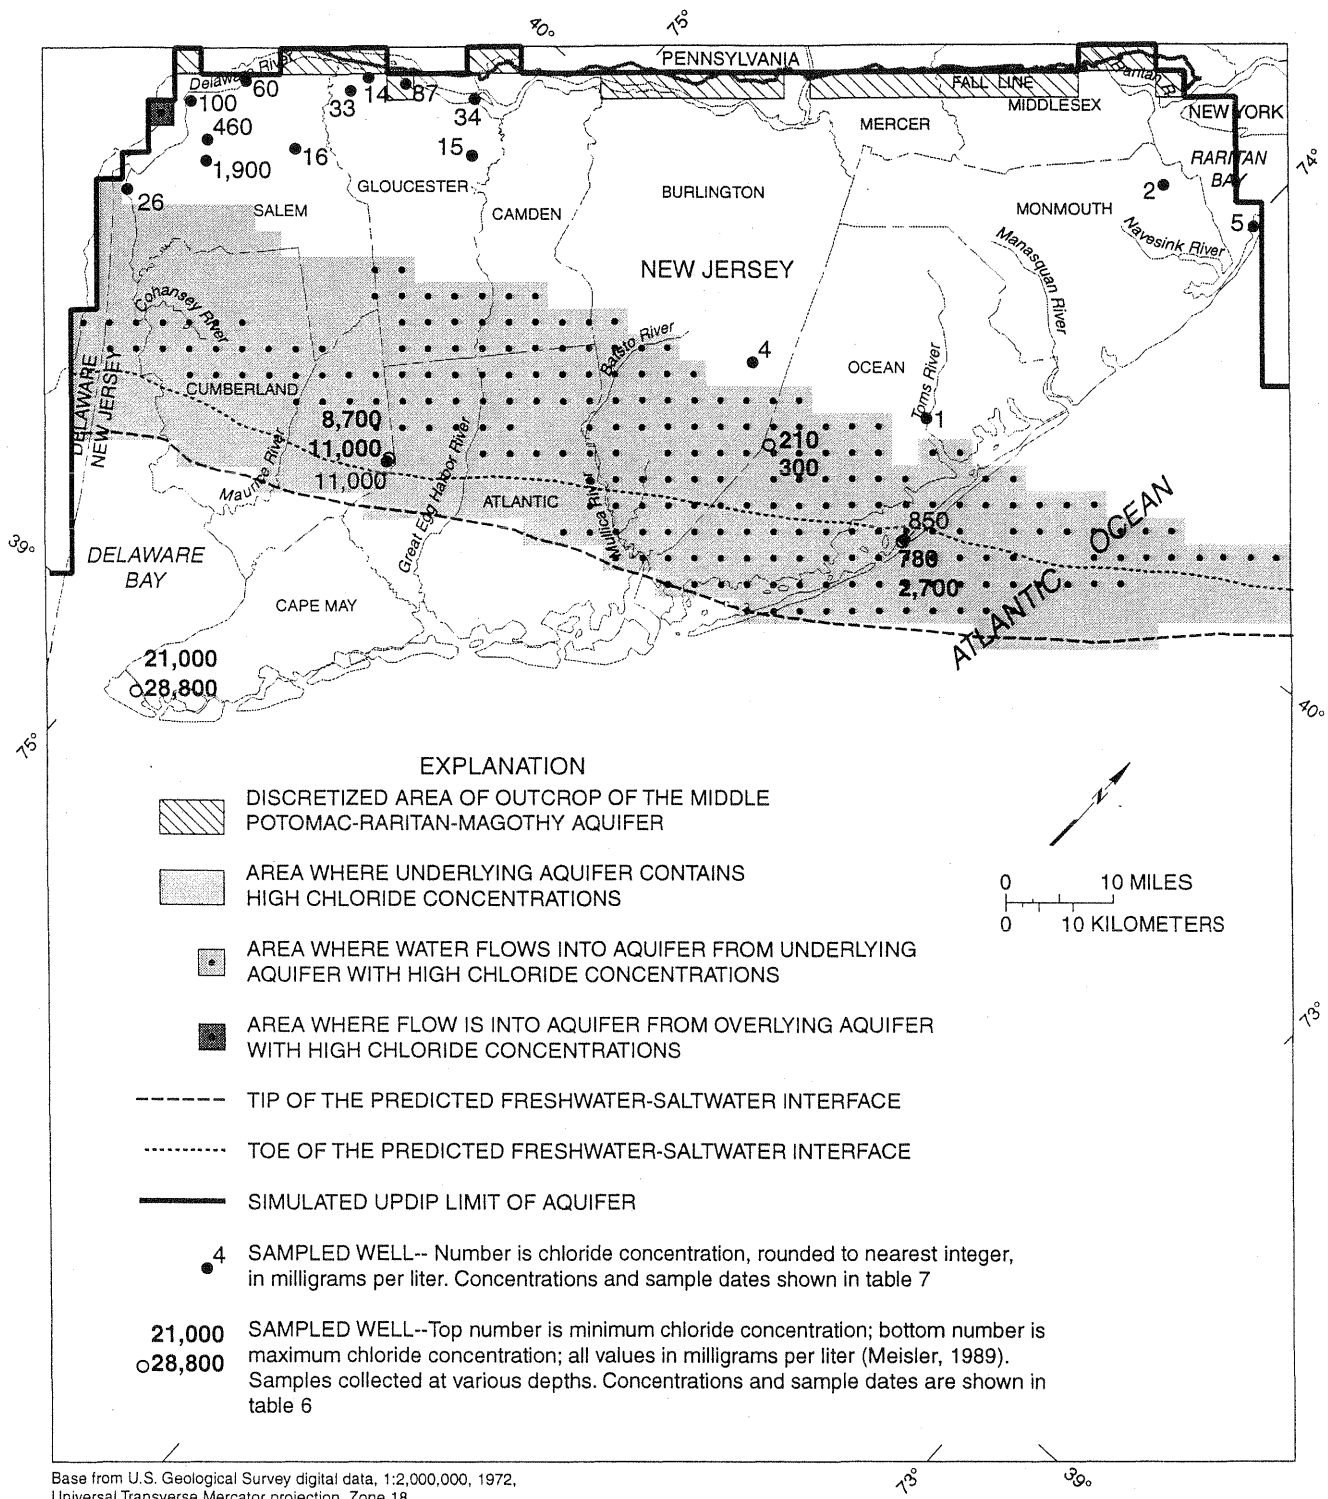 40°
75°
PENNSYLVANIA
Delaware River
60
100
33
14
87
34
FALL LINE
Raritan R.
MIDDLESEX
NEW YORK
MERCER
460
1,900
16
15
GLOUCESTER
RARITAN
BAY
74°
26
SALEM
CAMDEN
BURLINGTON
2
MONMOUTH
5
Navesink River
Manasquan River
NEW JERSEY
Cohansey River
Batsto River
4
OCEAN
Toms River
1
DELAWARE
NEW JERSEY
CUMBERLAND
8,700
11,000
11,000
210
300
Maurice River
Great Egg Harbor River
ATLANTIC
Mullica River
850
780
2,700
ATLANTIC OCEAN
39°
DELAWARE
BAY
CAPE MAY
21,000
28,800
75°
40°
EXPLANATION
DISCRETIZED AREA OF OUTCROP OF THE MIDDLE
POTOMAC-RARITAN-MAGOTHY AQUIFER
N
AREA WHERE UNDERLYING AQUIFER CONTAINS
HIGH CHLORIDE CONCENTRATIONS
0 10 MILES
0 10 KILOMETERS
AREA WHERE WATER FLOWS INTO AQUIFER FROM UNDERLYING
AQUIFER WITH HIGH CHLORIDE CONCENTRATIONS
AREA WHERE FLOW IS INTO AQUIFER FROM OVERLYING AQUIFER
WITH HIGH CHLORIDE CONCENTRATIONS
73°
TIP OF THE PREDICTED FRESHWATER-SALTWATER INTERFACE
TOE OF THE PREDICTED FRESHWATER-SALTWATER INTERFACE
SIMULATED UPDIP LIMIT OF AQUIFER
4 SAMPLED WELL-- Number is chloride concentration, rounded to nearest integer,
in milligrams per liter. Concentrations and sample dates shown in table 7
21,000 SAMPLED WELL--Top number is minimum chloride concentration; bottom number is
28,800 maximum chloride concentration; all values in milligrams per liter (Meisler, 1989).
Samples collected at various depths. Concentrations and sample dates are shown in
table 6
73°
39°
Base from U.S. Geological Survey digital data, 1:2,000,000, 1972,
Universal Transverse Mercator projection, Zone 18